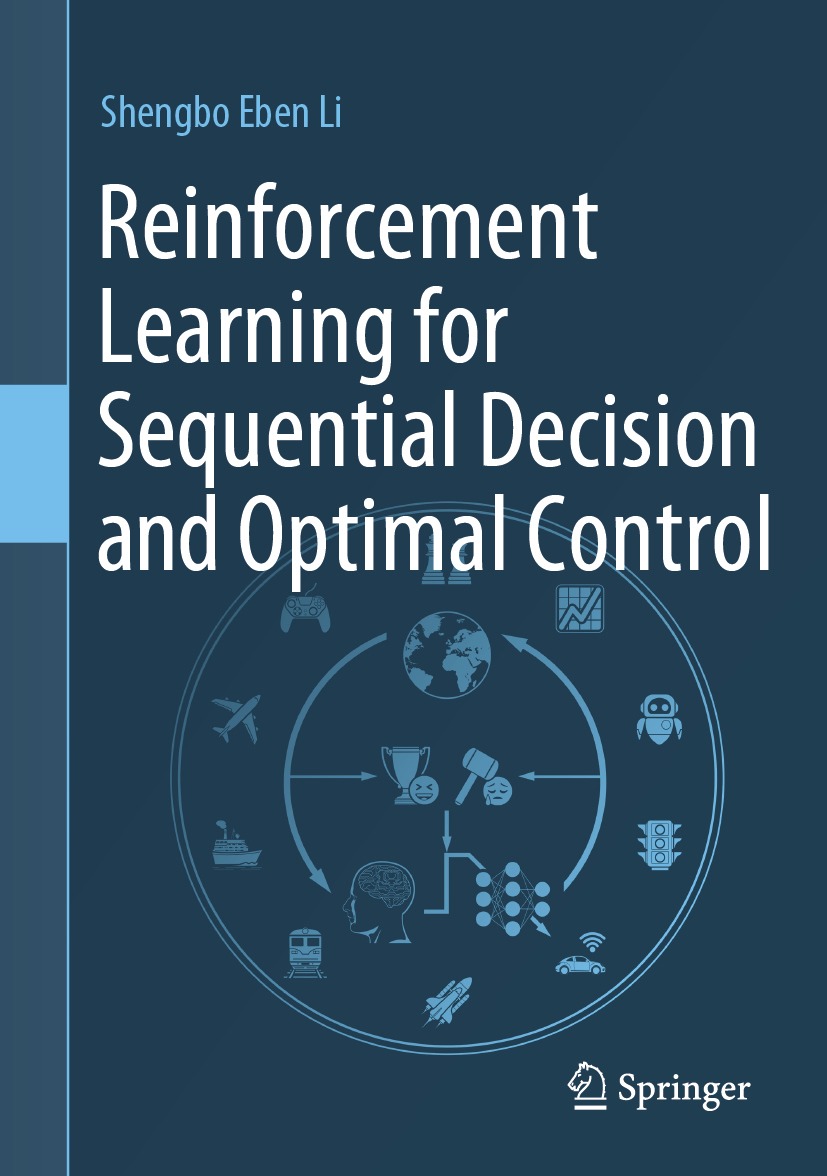 Shengbo Eben Li
Reinforcement
Learning for
Sequential Decision
and Optimal Control
Springer